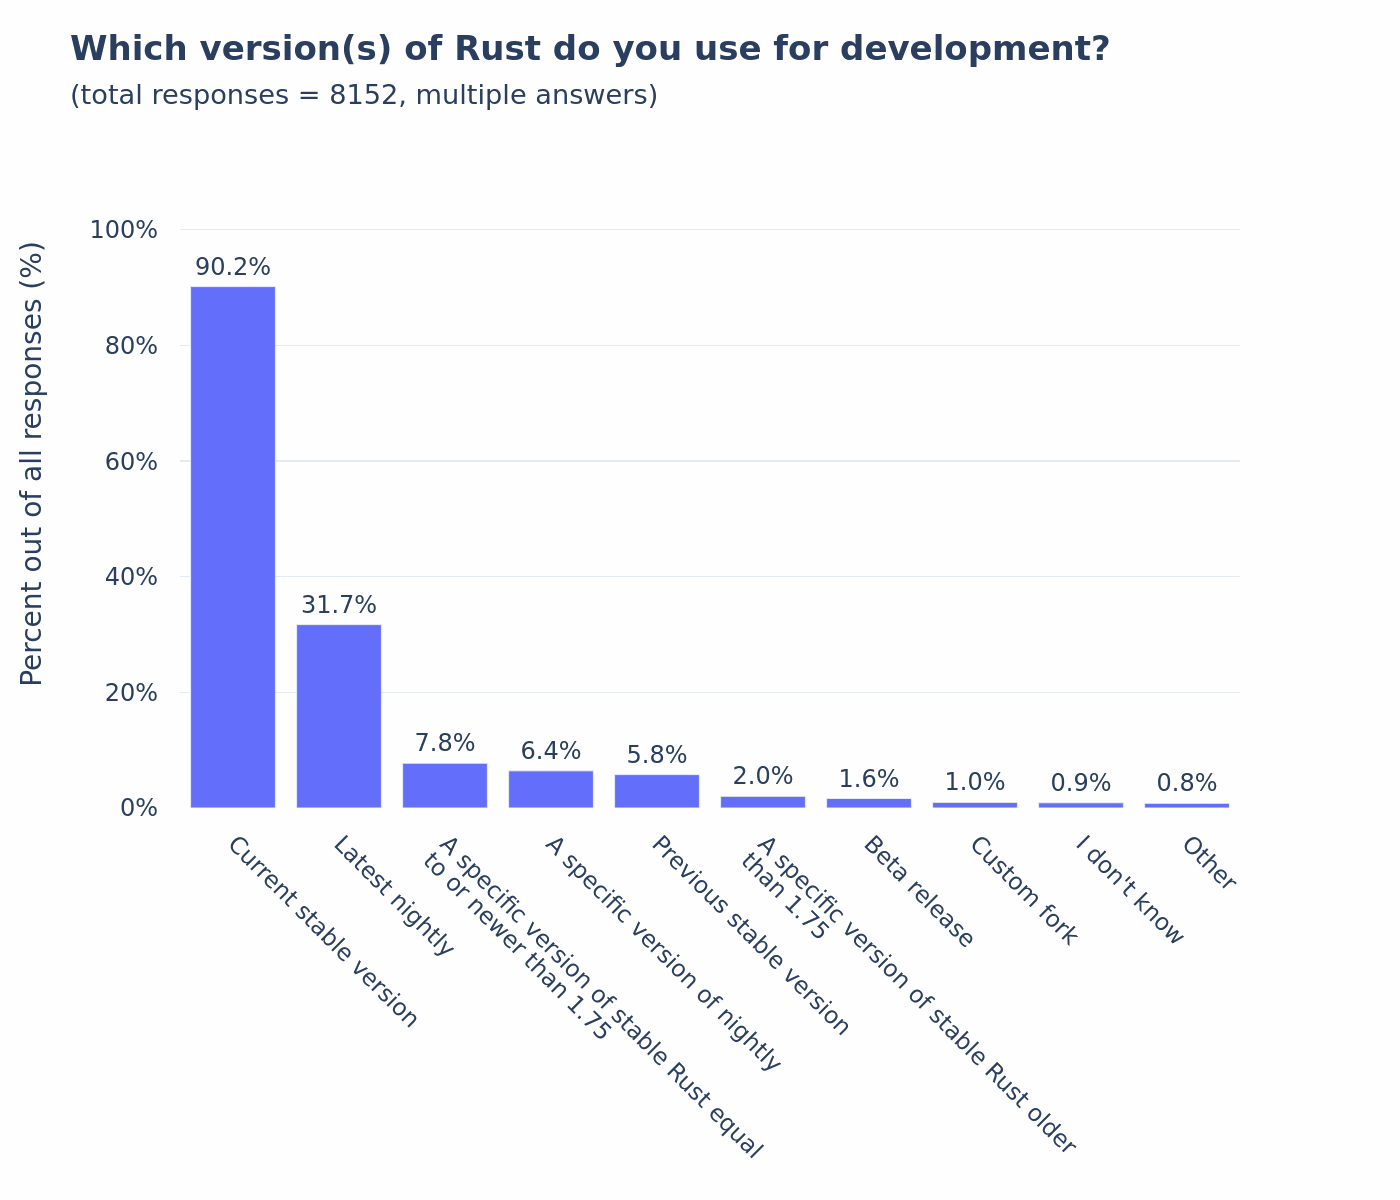 Which version(s) of Rust do you use for development?
(total responses = 8152, multiple answers)
Percent out of all responses (%)
100%
80%
60%
40%
20%
0%
90.2%
31.7%
7.8%
6.4%
5.8%
2.0%
1.6%
1.0%
0.9%
0.8%
Current stable version
Latest nightly
A specific version of stable Rust equal
to or newer than 1.75
A specific version of nightly
Previous stable version
A specific version of stable Rust older
than 1.75
Beta release
Custom fork
I don't know
Other